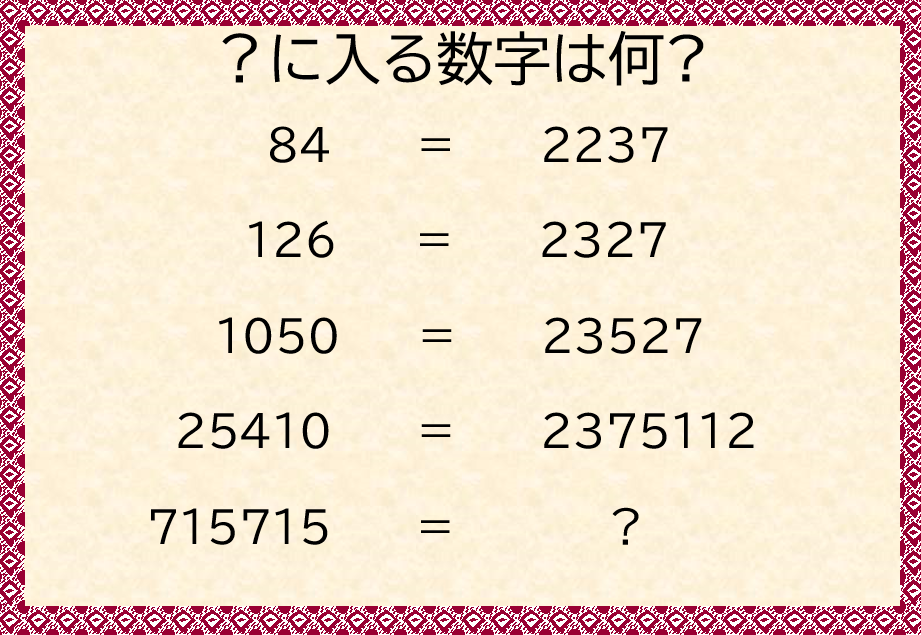 ？に入る数字は何？
84 = 2237
126 = 2327
1050 = 23527
25410 = 2375112
715715 = ?